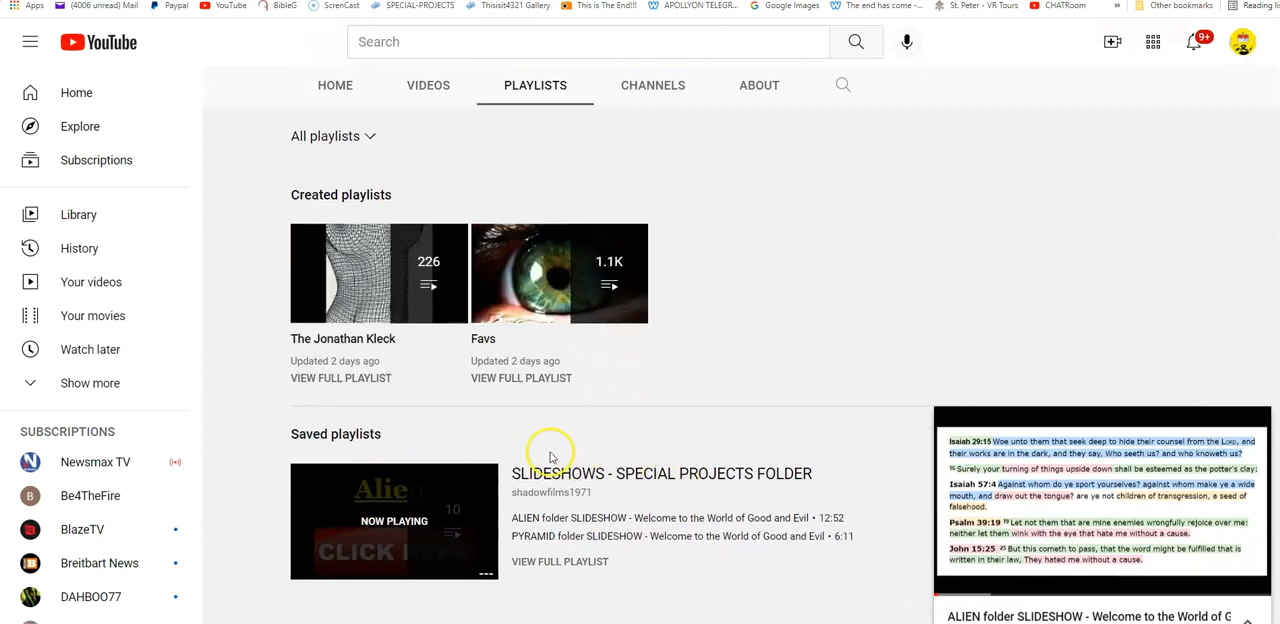 Apps
(4006 unread) Mail
Paypal
YouTube
BibleG
ScrenCast
SPECIAL-PROJECTS
Thisisit4321 Gallery
This is The End!!!
APOLLYON TELEGR...
Google Images
The end has come -...
St. Peter - VR Tours
CHATRoom
»
Other bookmarks
Reading list
YouTube
Search
9+
HOME
VIDEOS
PLAYLISTS
CHANNELS
ABOUT
Home
Explore
Subscriptions
Library
History
Your videos
Your movies
Watch later
Show more
SUBSCRIPTIONS
Newsmax TV
B
Be4TheFire
BlazeTV
Breitbart News
DAHBOO77
All playlists
Created playlists
226
1.1K
The Jonathan Kleck
Favs
Updated 2 days ago
Updated 2 days ago
VIEW FULL PLAYLIST
VIEW FULL PLAYLIST
Saved playlists
Alien
10
NOW PLAYING
CLICK HERE
SLIDESHOWS - SPECIAL PROJECTS FOLDER
shadowfilms1971
ALIEN folder SLIDESHOW - Welcome to the World of Good and Evil • 12:52
PYRAMID folder SLIDESHOW - Welcome to the World of Good and Evil • 6:11
VIEW FULL PLAYLIST
Isaiah 29:15 Woe unto them that seek deep to hide their counsel from the LORD, and
their works are in the dark, and they say, Who seeth us? and who knoweth us?
16 Surely your turning of things upside down shall be esteemed as the potter's clay:
Isaiah 57:4 Against whom do ye sport yourselves? against whom make ye a wide
mouth, and draw out the tongue? are ye not children of transgression, a seed of
falsehood.
Psalm 39:19 19 Let not them that are mine enemies wrongfully rejoice over me:
neither let them wink with the eye that hate me without a cause.
John 15:25 25 But this cometh to pass, that the word might be fulfilled that is
written in their law, They hated me without a cause.
ALIEN folder SLIDESHOW - Welcome to the World of G